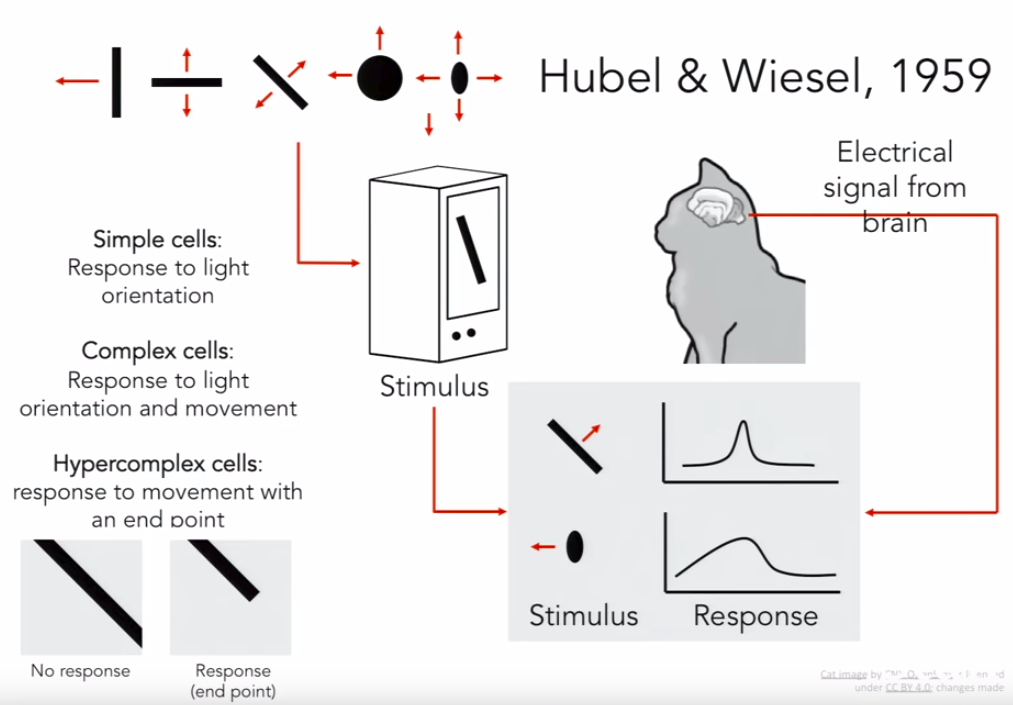 Hubel & Wiesel, 1959
Electrical
signal from
brain
Simple cells:
Response to light
orientation
Complex cells:
Response to light
orientation and movement
Hypercomplex cells:
response to movement with
an end point
No response
Response
(end point)
Stimulus
Stimulus
Response
Cat image by
under CC BY 4.0; changes made